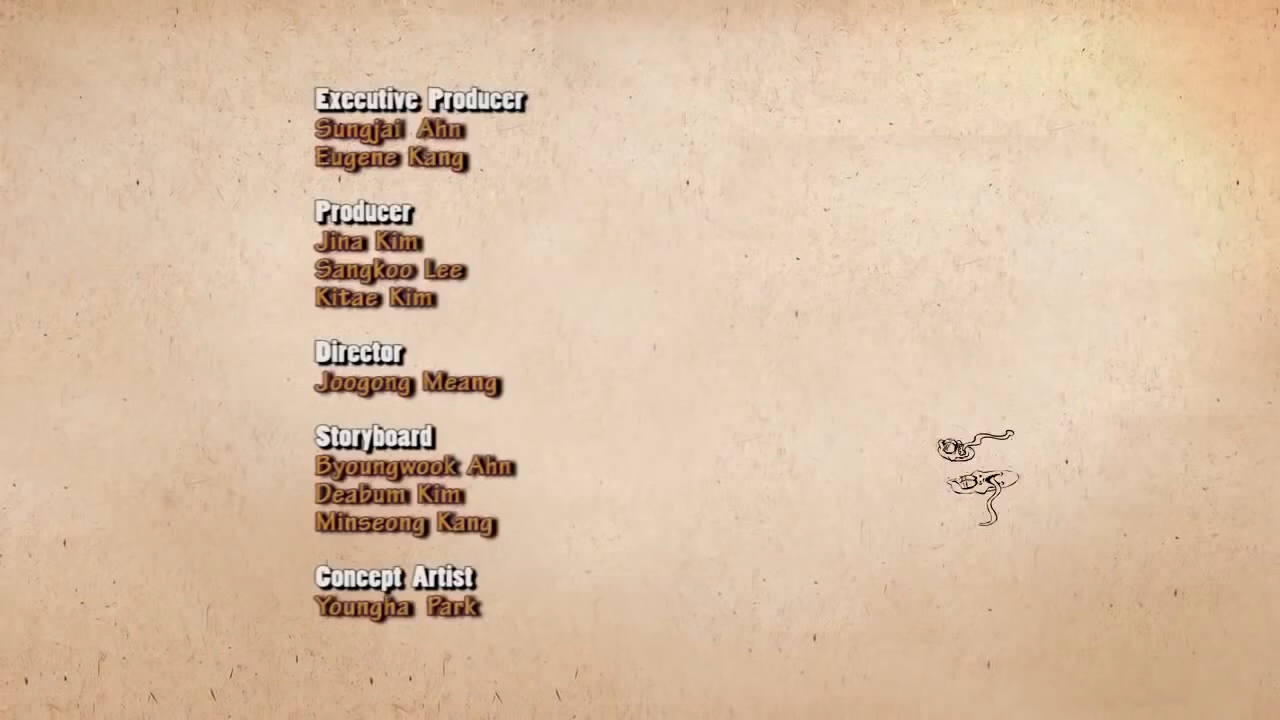 Executive Producer
Sungjai Ahn
Eugene Kang
Producer
Jina Kim
Sangkoo Lee
Kitae Kim
Director
Joogong Meang
Storyboard
Byoungwook Ahn
Deabum Kim
Minseong Kang
Concept Artist
Youngha Park